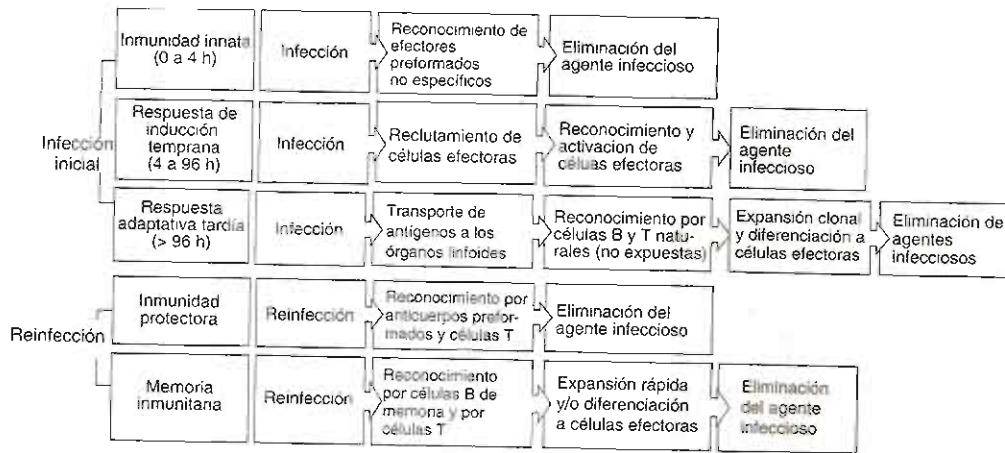 Infección
inicial
Inmunidad innata
(0 a 4 h)
Infección
Reconocimiento de
efectores
preformados
no específicos
Eliminación del
agente infeccioso
Respuesta de
inducción
temprana
(4 a 96 h)
Infección
Reclutamiento de
células efectoras
Reconocimiento y
activacion de
células efectoras
Eliminación del
agente
infeccioso
Respuesta
adaptativa tardía
(> 96 h)
Infección
Transporte de
antígenos a los
órganos linfoides
Reconocimiento por
células B y T natu-
rales (no expuestas)
Expansión clonal
y diferenciación a
células efectoras
Eliminación de
agentes
infecciosos
Reinfección
Inmunidad
protectora
Reinfección
Reconocimiento por
anticuerpos prefor-
mados y células T
Eliminación del
agente infeccioso
Memoria
inmunitaria
Reinfección
Reconocimiento
por células B de
memoria y por
células T
Expansión rápida
y/o diferenciación
a células efectoras
Eliminación
del agente
infeccioso